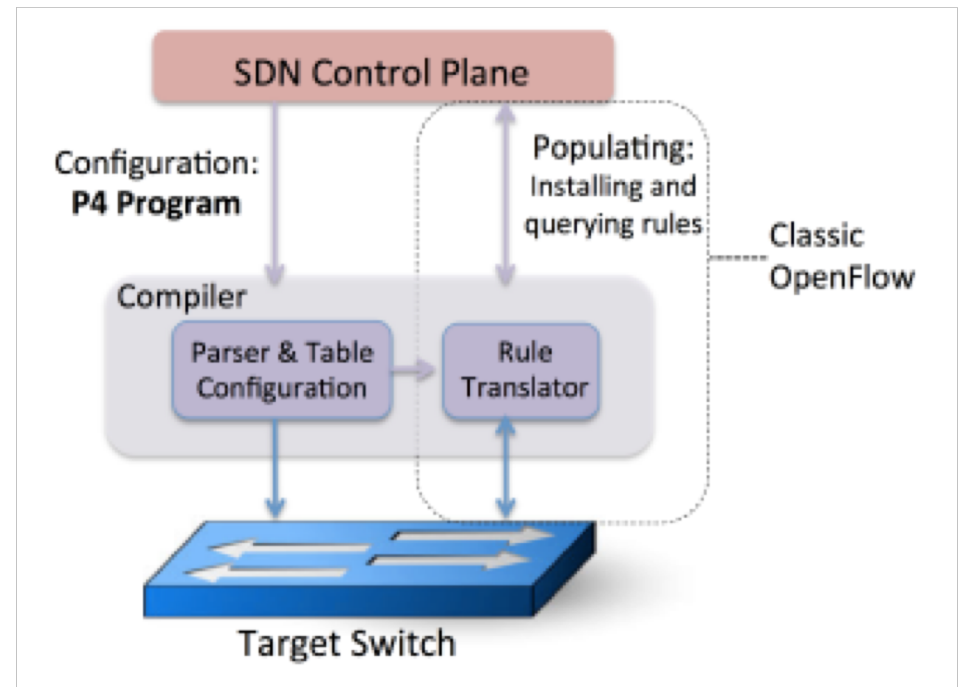 SDN Control Plane
Configuration:
P4 Program
Populating:
Installing and
querying rules
Classic
OpenFlow
Compiler
Parser & Table
Configuration
Rule
Translator
Target Switch